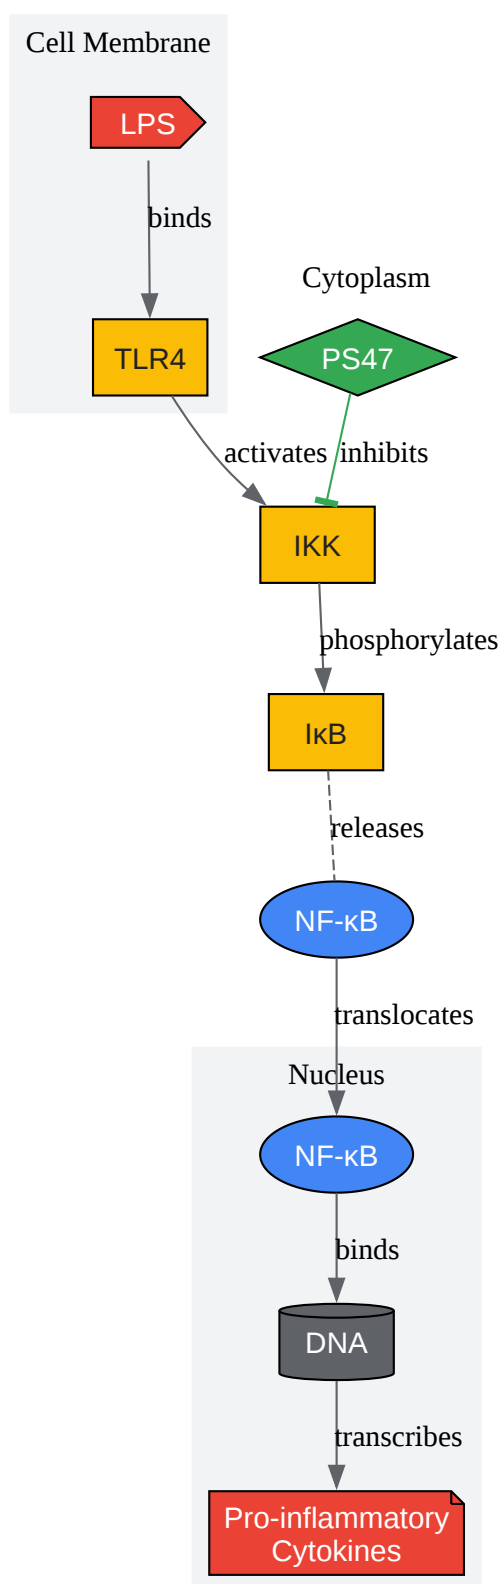 Cell Membrane
LPS
binds
Cytoplasm
TLR4
PS47
activates
inhibits
IKK
phosphorylates
IκB
releases
NF-κB
translocates
Nucleus
NF-κB
binds
DNA
transcribes
Pro-inflammatory
Cytokines